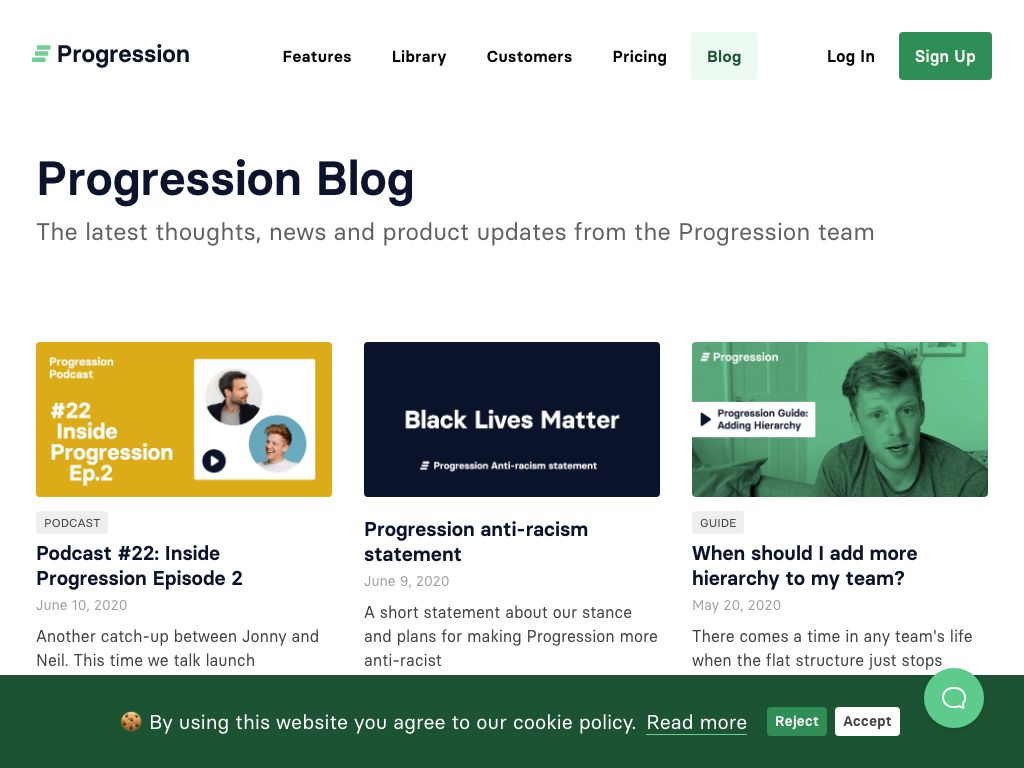 Progression
Features
Library
Customers
Pricing
Blog
Log In
Sign Up
Progression Blog
The latest thoughts, news and product updates from the Progression team
Progression
Podcast
#22
Inside
Progression
Ep.2
PODCAST
Podcast #22: Inside
Progression Episode 2
June 10, 2020
Another catch-up between Jonny and
Neil. This time we talk launch
Black Lives Matter
Progression Anti-racism statement
Progression anti-racism
statement
June 9, 2020
A short statement about our stance
and plans for making Progression more
anti-racist
Progression
Progression Guide:
Adding Hierarchy
GUIDE
When should I add more
hierarchy to my team?
May 20, 2020
There comes a time in any team's life
when the flat structure just stops
By using this website you agree to our cookie policy. Read more
Reject
Accept